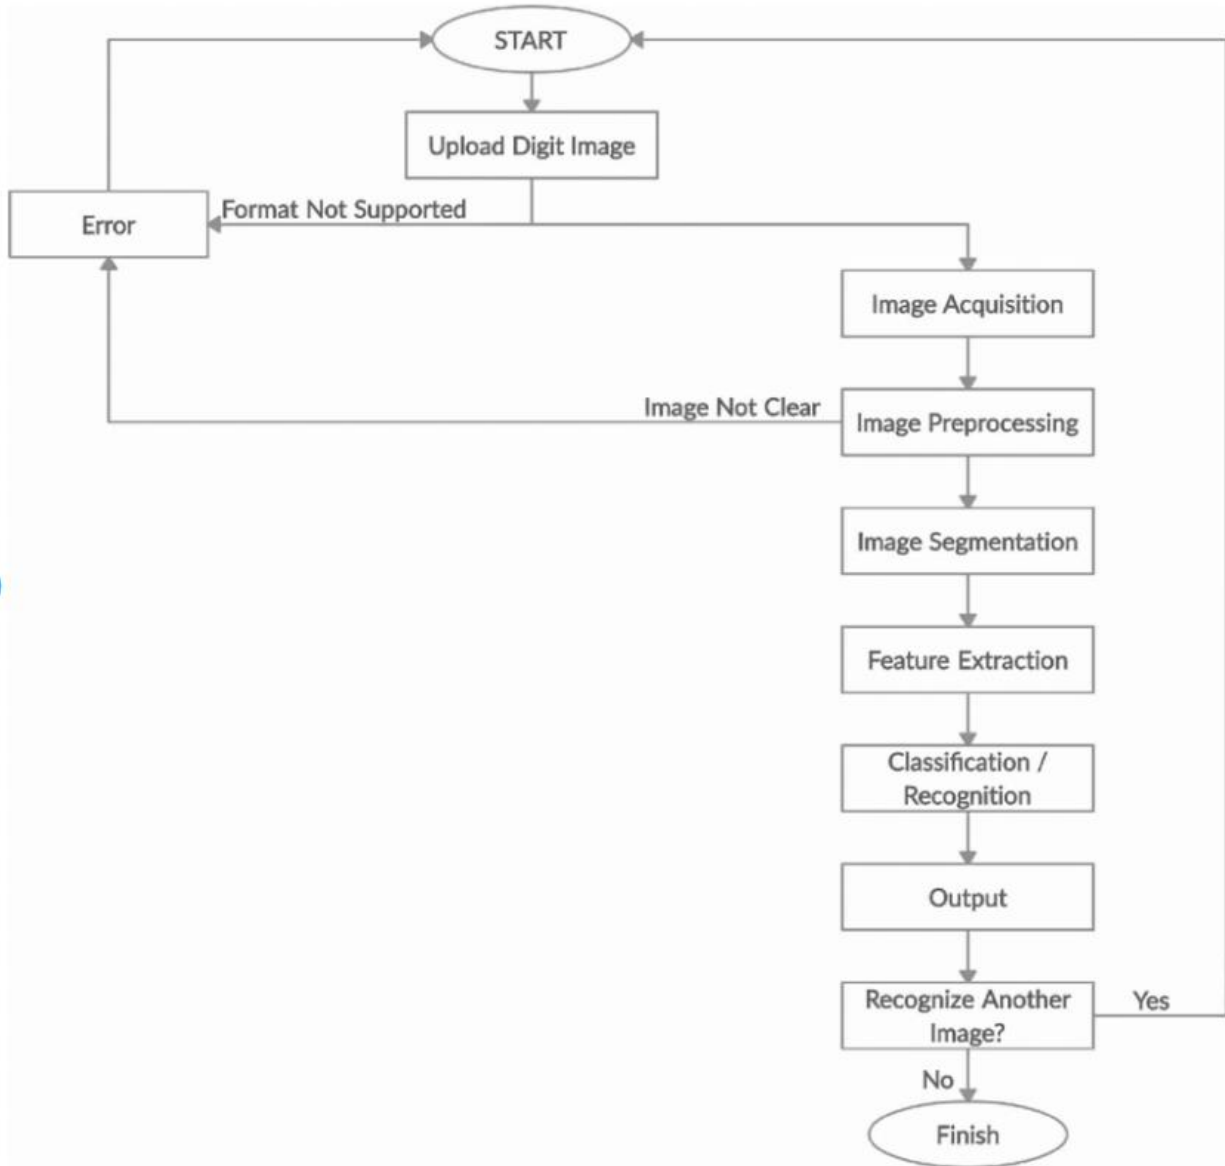 START
Upload Digit Image
Format Not Supported
Error
Image Acquisition
Image Not Clear
Image Preprocessing
Image Segmentation
Feature Extraction
Classification /
Recognition
Output
Recognize Another
Image?
Yes
No
Finish